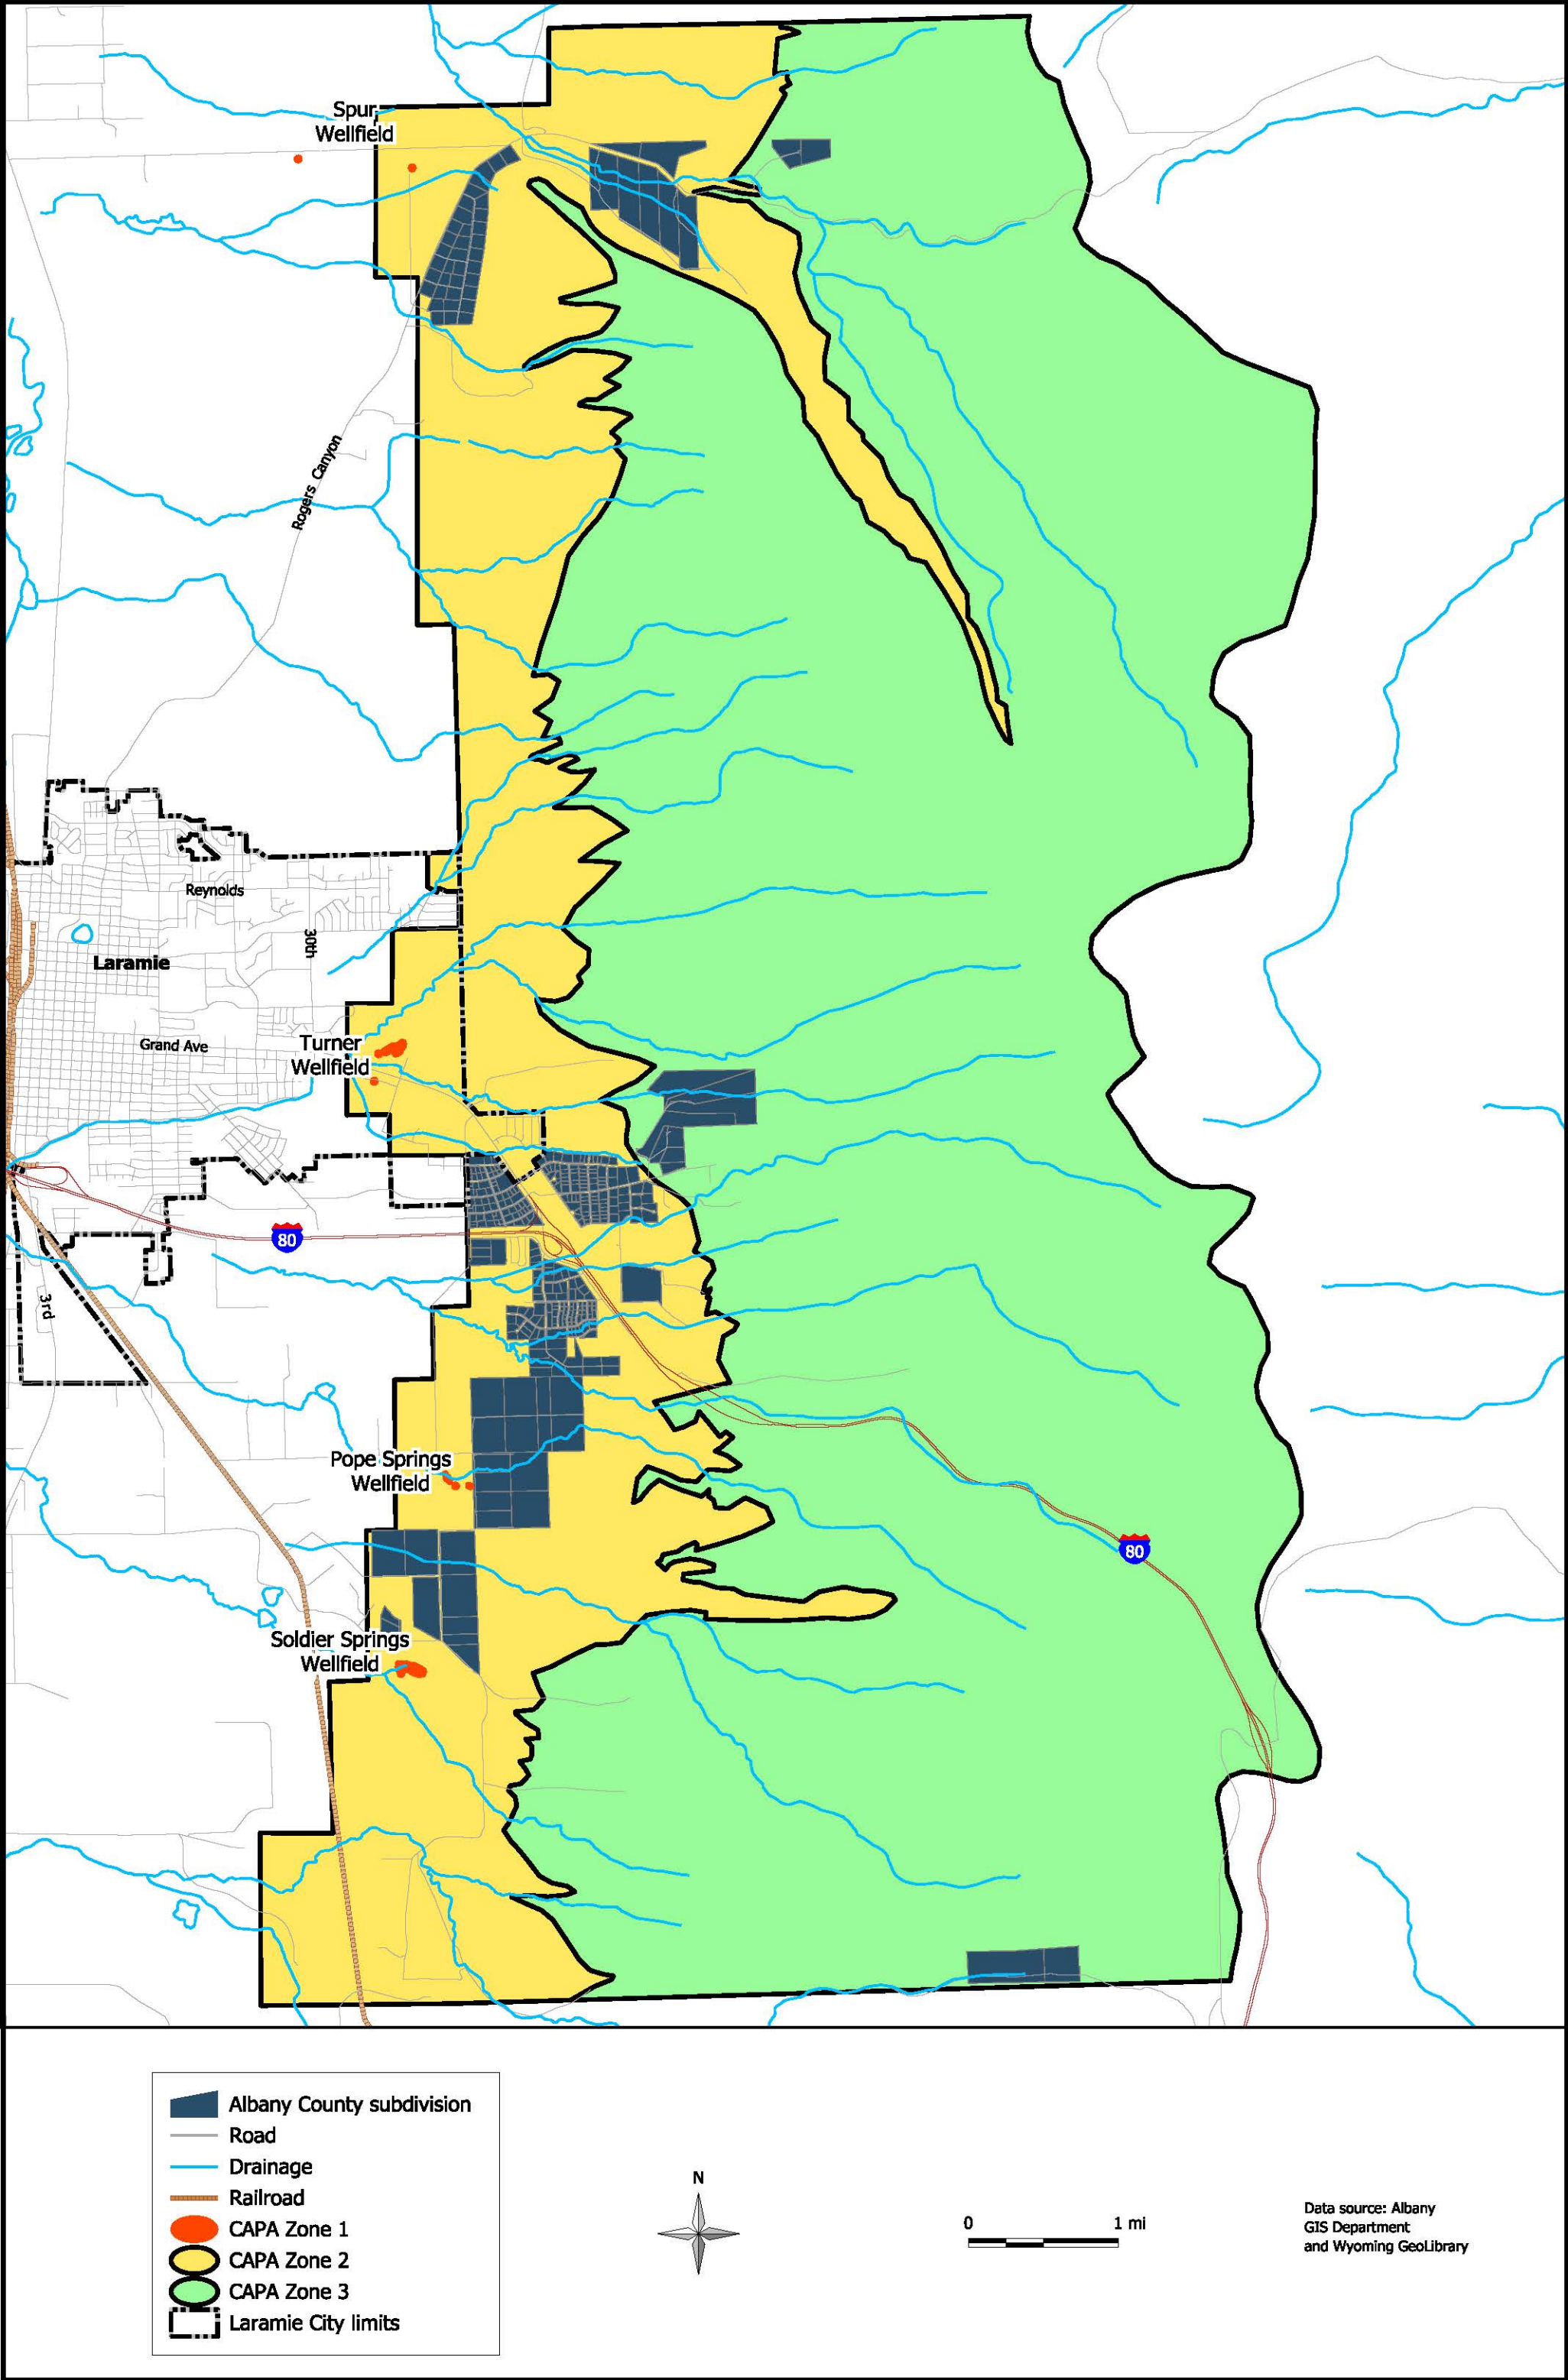 Spur
Wellfield
Rogers Canyon
Reynolds
30th
Laramie
Grand Ave
Turner
Wellfield
80
3rd
Pope Springs
Wellfield
80
Soldier Springs
Wellfield
Albany County subdivision
Road
Drainage
Railroad
CAPA Zone 1
CAPA Zone 2
CAPA Zone 3
Laramie City limits
N
0 1 mi
Data source: Albany
GIS Department
and Wyoming GeoLibrary